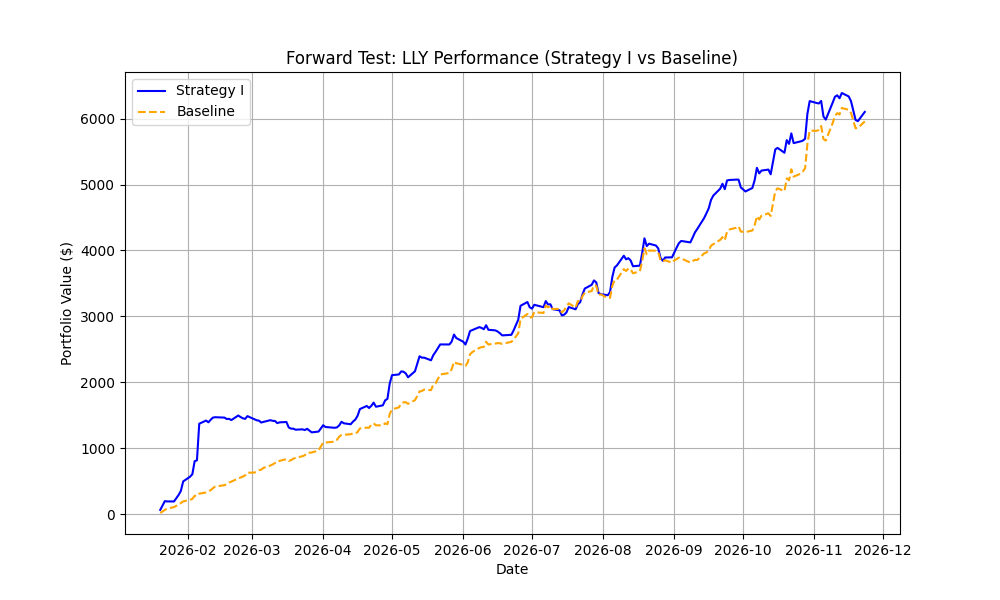 Forward Test: LLY Performance (Strategy I vs Baseline)
Strategy I
Baseline
Portfolio Value ($)
6000
5000
4000
3000
2000
1000
0
2026-02 2026-03 2026-04 2026-05 2026-06 2026-07 2026-08 2026-09 2026-10 2026-11 2026-12
Date